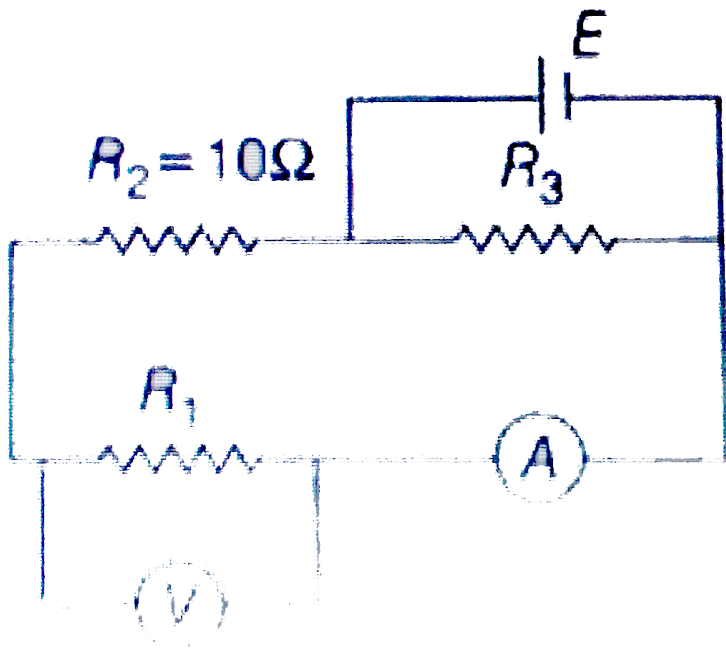 E
R₂ = 10Ω
R₃
R₁
A
V